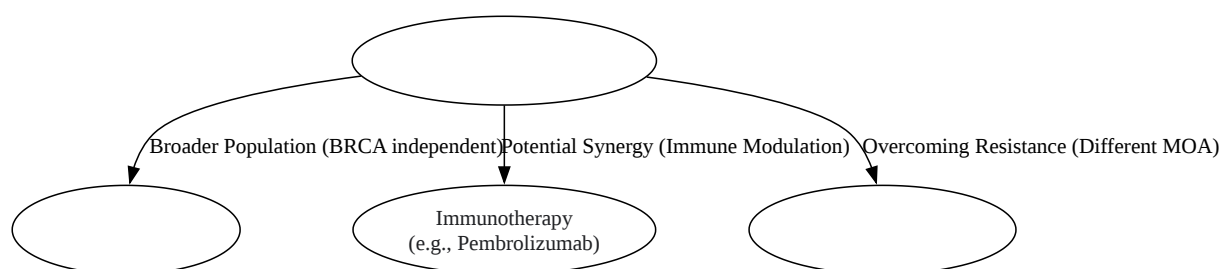 Broader Population (BRCA independent)
Potential Synergy (Immune Modulation)
Overcoming Resistance (Different MOA)
Immunotherapy
(e.g., Pembrolizumab)